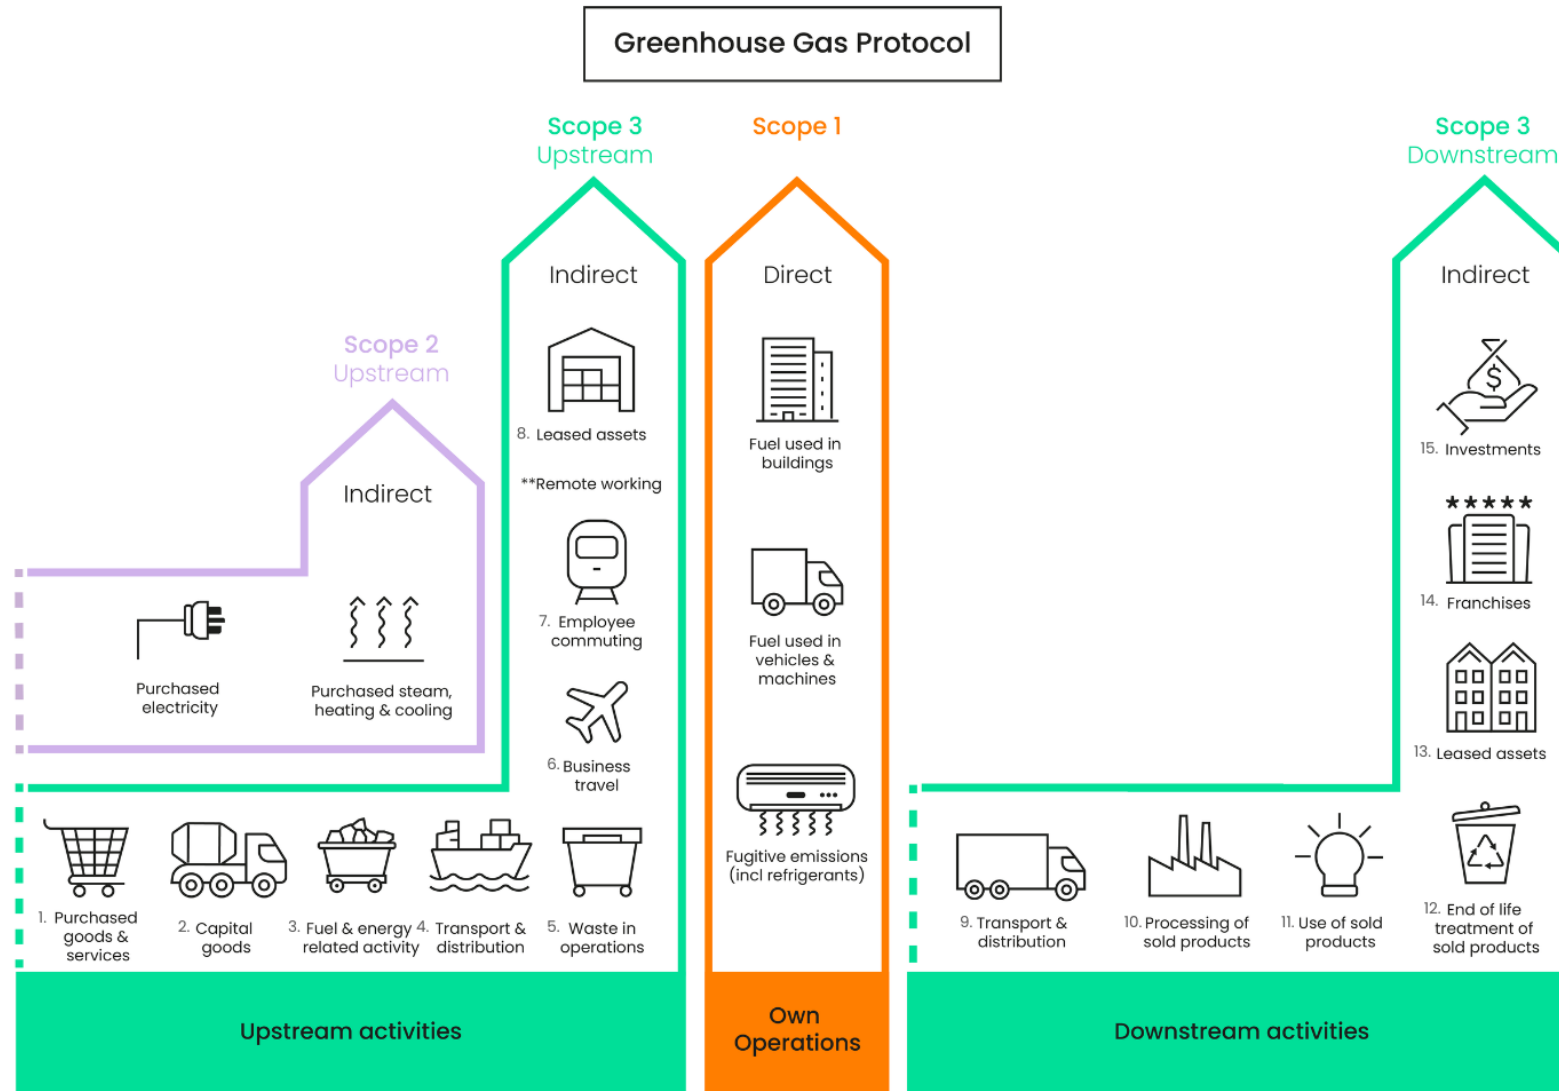 Greenhouse Gas Protocol
Scope 3
Upstream
Scope 1
Scope 3
Downstream
Scope 2
Upstream
Indirect
Direct
Indirect
Indirect
8. Leased assets
**Remote working
7. Employee
commuting
6. Business
travel
Fuel used in
buildings
Fuel used in
vehicles &
machines
Fugitive emissions
(incl refrigerants)
$
15. Investments
14. Franchises
13. Leased assets
Purchased
electricity
Purchased steam,
heating & cooling
1. Purchased
goods &
services
2. Capital
goods
3. Fuel & energy
related activity
4. Transport &
distribution
5. Waste in
operations
9. Transport &
distribution
10. Processing of
sold products
11. Use of sold
products
12. End of life
treatment of
sold products
Upstream activities
Own
Operations
Downstream activities